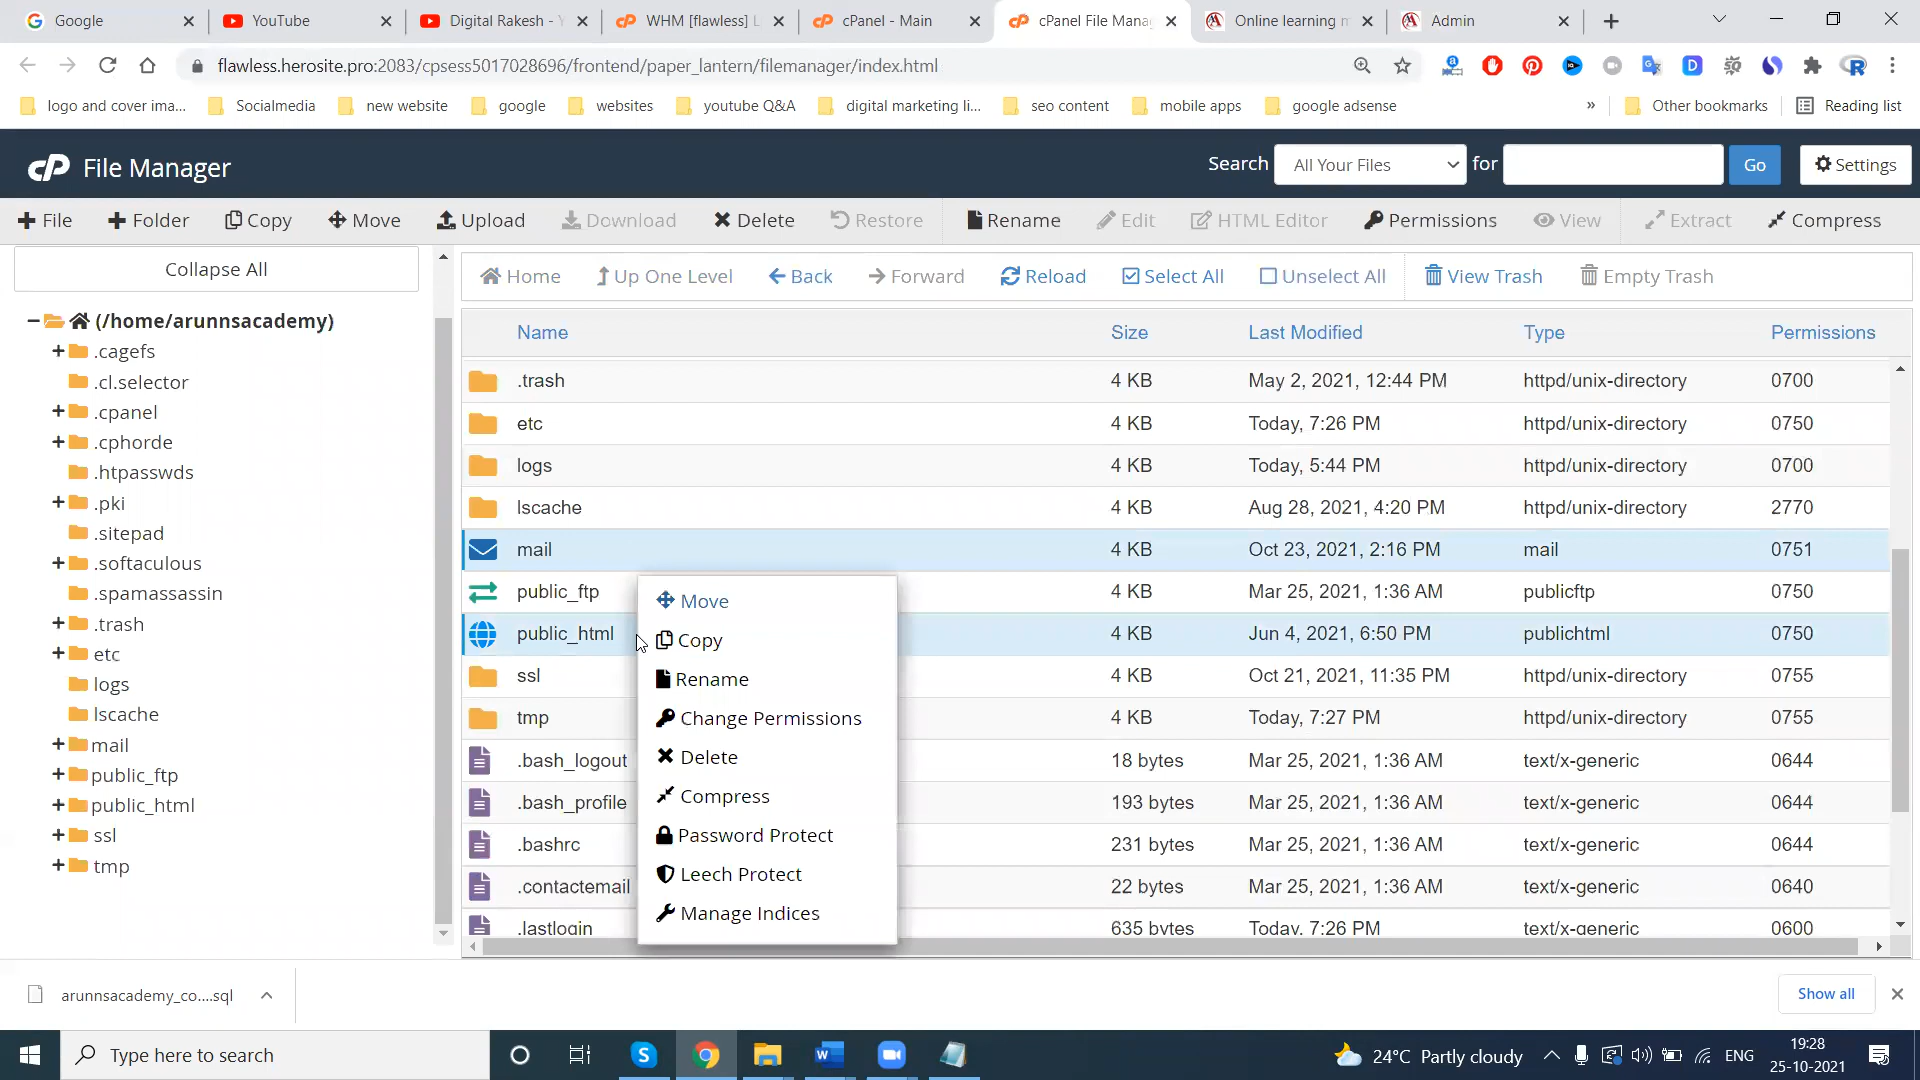 Google
YouTube
Digital Rakesh - Y
WHM [flawless] L
cPanel - Main
cPanel File Mana
Online learning m
Admin
flawless.herosite.pro:2083/cpsess5017028696/frontend/paper_lantern/filemanager/index.html
logo and cover ima...
Socialmedia
new website
google
websites
youtube Q&A
digital marketing li...
seo content
mobile apps
google adsense
»
Other bookmarks
Reading list
cP File Manager
Search
All Your Files
for
Go
Settings
File
Folder
Copy
Move
Upload
Download
Delete
Restore
Rename
Edit
HTML Editor
Permissions
View
Extract
Compress
Collapse All
Home
Up One Level
Back
Forward
Reload
Select All
Unselect All
View Trash
Empty Trash
(/home/arunnsacademy)
.cagefs
.cl.selector
.cpanel
.cphorde
.htpasswds
.pki
.sitepad
.softaculous
.spamassassin
.trash
etc
logs
lscache
mail
public_ftp
public_html
ssl
tmp
Name Size Last Modified Type Permissions
.trash 4 KB May 2, 2021, 12:44 PM httpd/unix-directory 0700
etc 4 KB Today, 7:26 PM httpd/unix-directory 0750
logs 4 KB Today, 5:44 PM httpd/unix-directory 0700
lscache 4 KB Aug 28, 2021, 4:20 PM httpd/unix-directory 2770
mail 4 KB Oct 23, 2021, 2:16 PM mail 0751
public_ftp 4 KB Mar 25, 2021, 1:36 AM publicftp 0750
public_html 4 KB Jun 4, 2021, 6:50 PM publichtml 0750
ssl 4 KB Oct 21, 2021, 11:35 PM httpd/unix-directory 0755
tmp 4 KB Today, 7:27 PM httpd/unix-directory 0755
.bash_logout 18 bytes Mar 25, 2021, 1:36 AM text/x-generic 0644
.bash_profile 193 bytes Mar 25, 2021, 1:36 AM text/x-generic 0644
.bashrc 231 bytes Mar 25, 2021, 1:36 AM text/x-generic 0644
.contactemail 22 bytes Mar 25, 2021, 1:36 AM text/x-generic 0640
.lastlogin 635 bytes Today, 7:26 PM text/x-generic 0600
Move
Copy
Rename
Change Permissions
Delete
Compress
Password Protect
Leech Protect
Manage Indices
arunnsacademy_co....sql
Show all
Type here to search
24°C Partly cloudy
ENG
19:28
25-10-2021